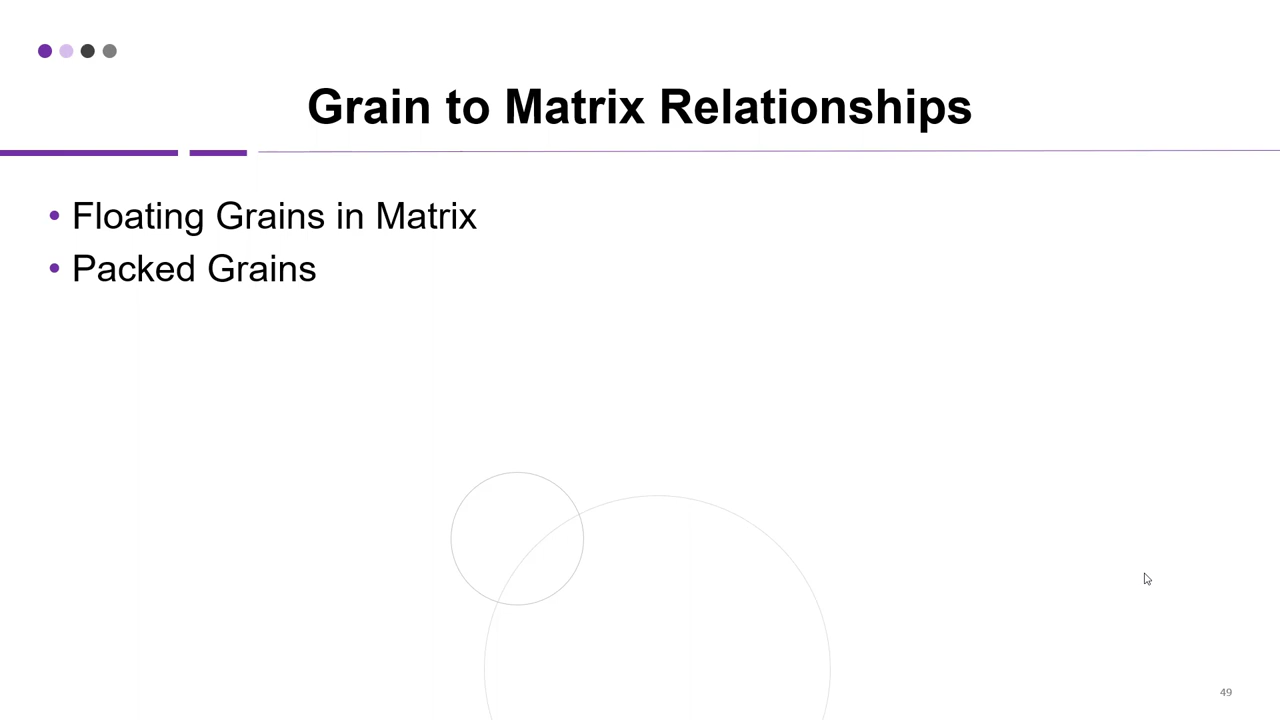 Grain to Matrix Relationships
• Floating Grains in Matrix
• Packed Grains
49